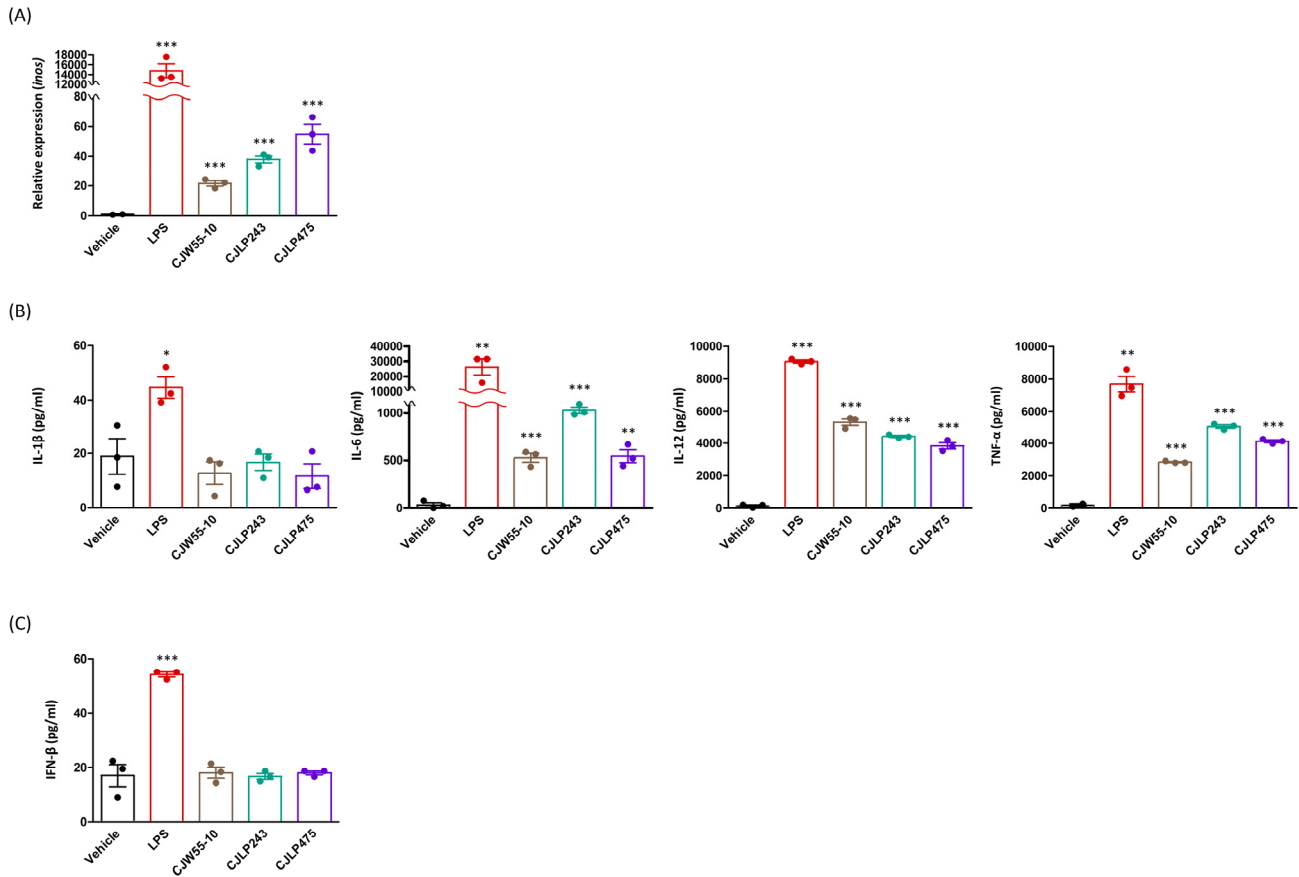 (A)
Relative expression (inos)
18000
16000
14000
12000
80
60
40
20
0
***
***
***
***
Vehicle
LPS
CJW55-10
CJLP243
CJLP475
(B)
IL-1β (pg/ml)
60
40
20
0
*
Vehicle
LPS
CJW55-10
CJLP243
CJLP475
IL-6 (pg/ml)
40000
30000
20000
10000
1000
500
0
**
***
***
**
Vehicle
LPS
CJW55-10
CJLP243
CJLP475
IL-12 (pg/ml)
10000
8000
6000
4000
2000
0
***
***
***
***
Vehicle
LPS
CJW55-10
CJLP243
CJLP475
TNF-α (pg/ml)
10000
8000
6000
4000
2000
0
**
***
***
***
Vehicle
LPS
CJW55-10
CJLP243
CJLP475
(C)
IFN-β (pg/ml)
60
40
20
0
***
Vehicle
LPS
CJW55-10
CJLP243
CJLP475